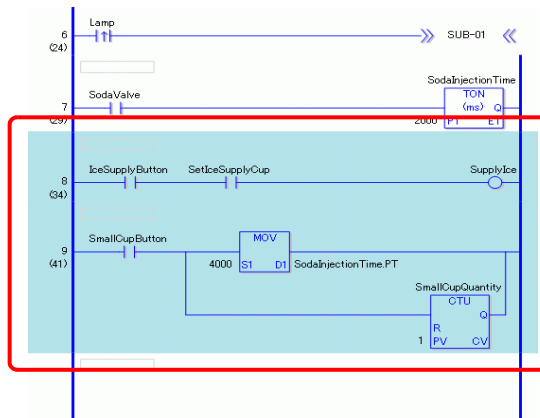 Lamp
6
(24)
SUB-01
SodaInjectionTime
SodaValve
TON
7
(ms) Q
(29)
2000 PT ET
IceSupplyButton SetIceSupplyCup SupplyIce
8
(34)
SmallCupButton
MOV
9
(41)
4000 S1 D1 SodaInjectionTime.PT
SmallCupQuantity
CTU
Q
R
1 PV CV